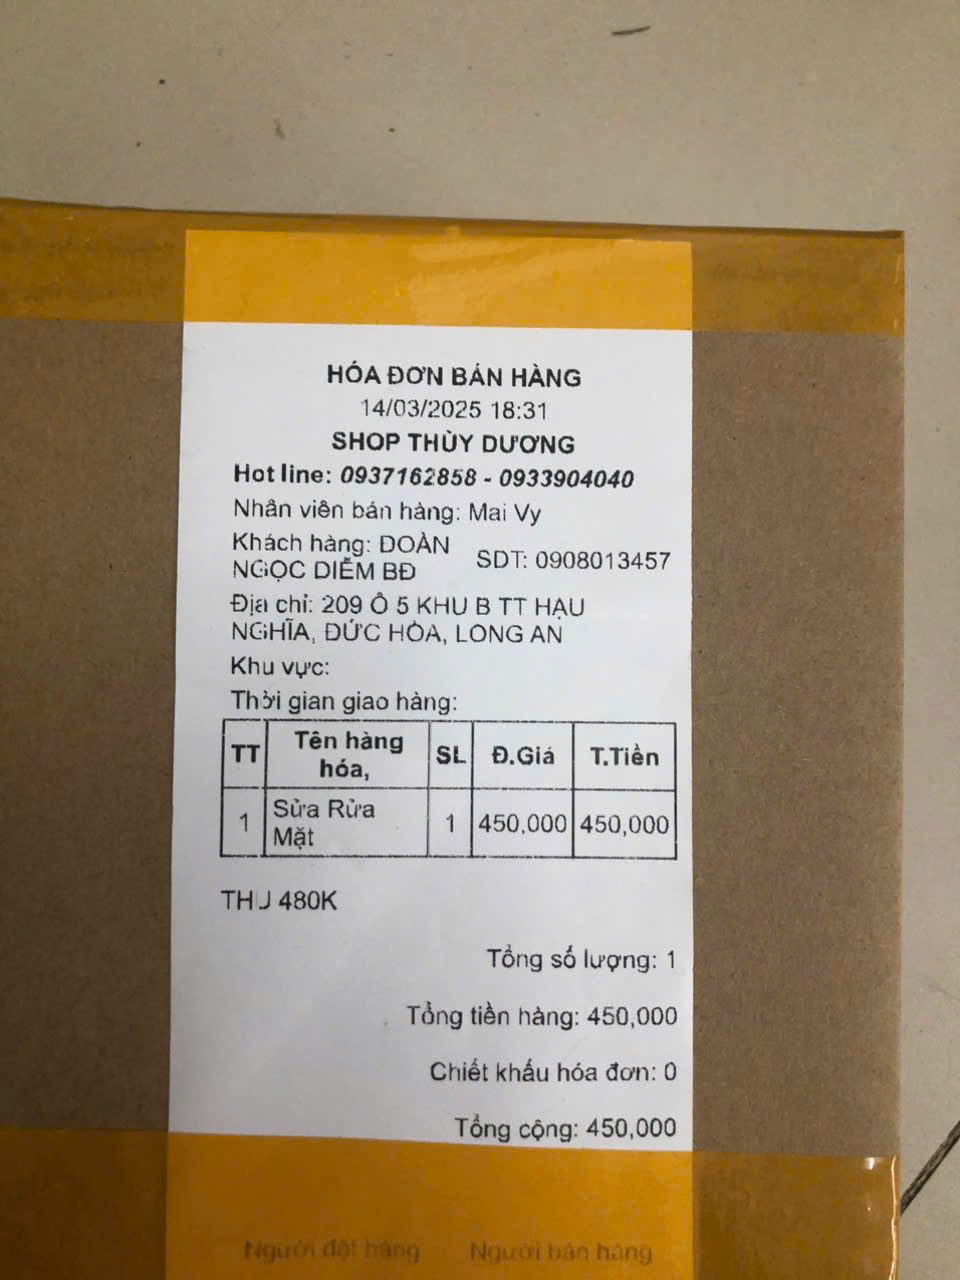 HÓA ĐƠN BÁN HÀNG
14/03/2025 18:31
SHOP THÙY DƯƠNG
Hot line: 0937162858 - 0933904040
Nhân viên bán hàng: Mai Vy
Khách hàng: ĐOÀN
NGỌC DIỄM BĐ
SDT: 0908013457
Địa chỉ: 209 Ô 5 KHU B TT HẬU
NGHĨA, ĐỨC HÒA, LONG AN
Khu vực:
Thời gian giao hàng:
TT Tên hàng hóa, SL Đ.Giá T.Tiền
1 Sửa Rửa Mặt 1 450,000 450,000
THU 480K
Tổng số lượng: 1
Tổng tiền hàng: 450,000
Chiết khấu hóa đơn: 0
Tổng cộng: 450,000
Người đặt hàng Người bán hàng